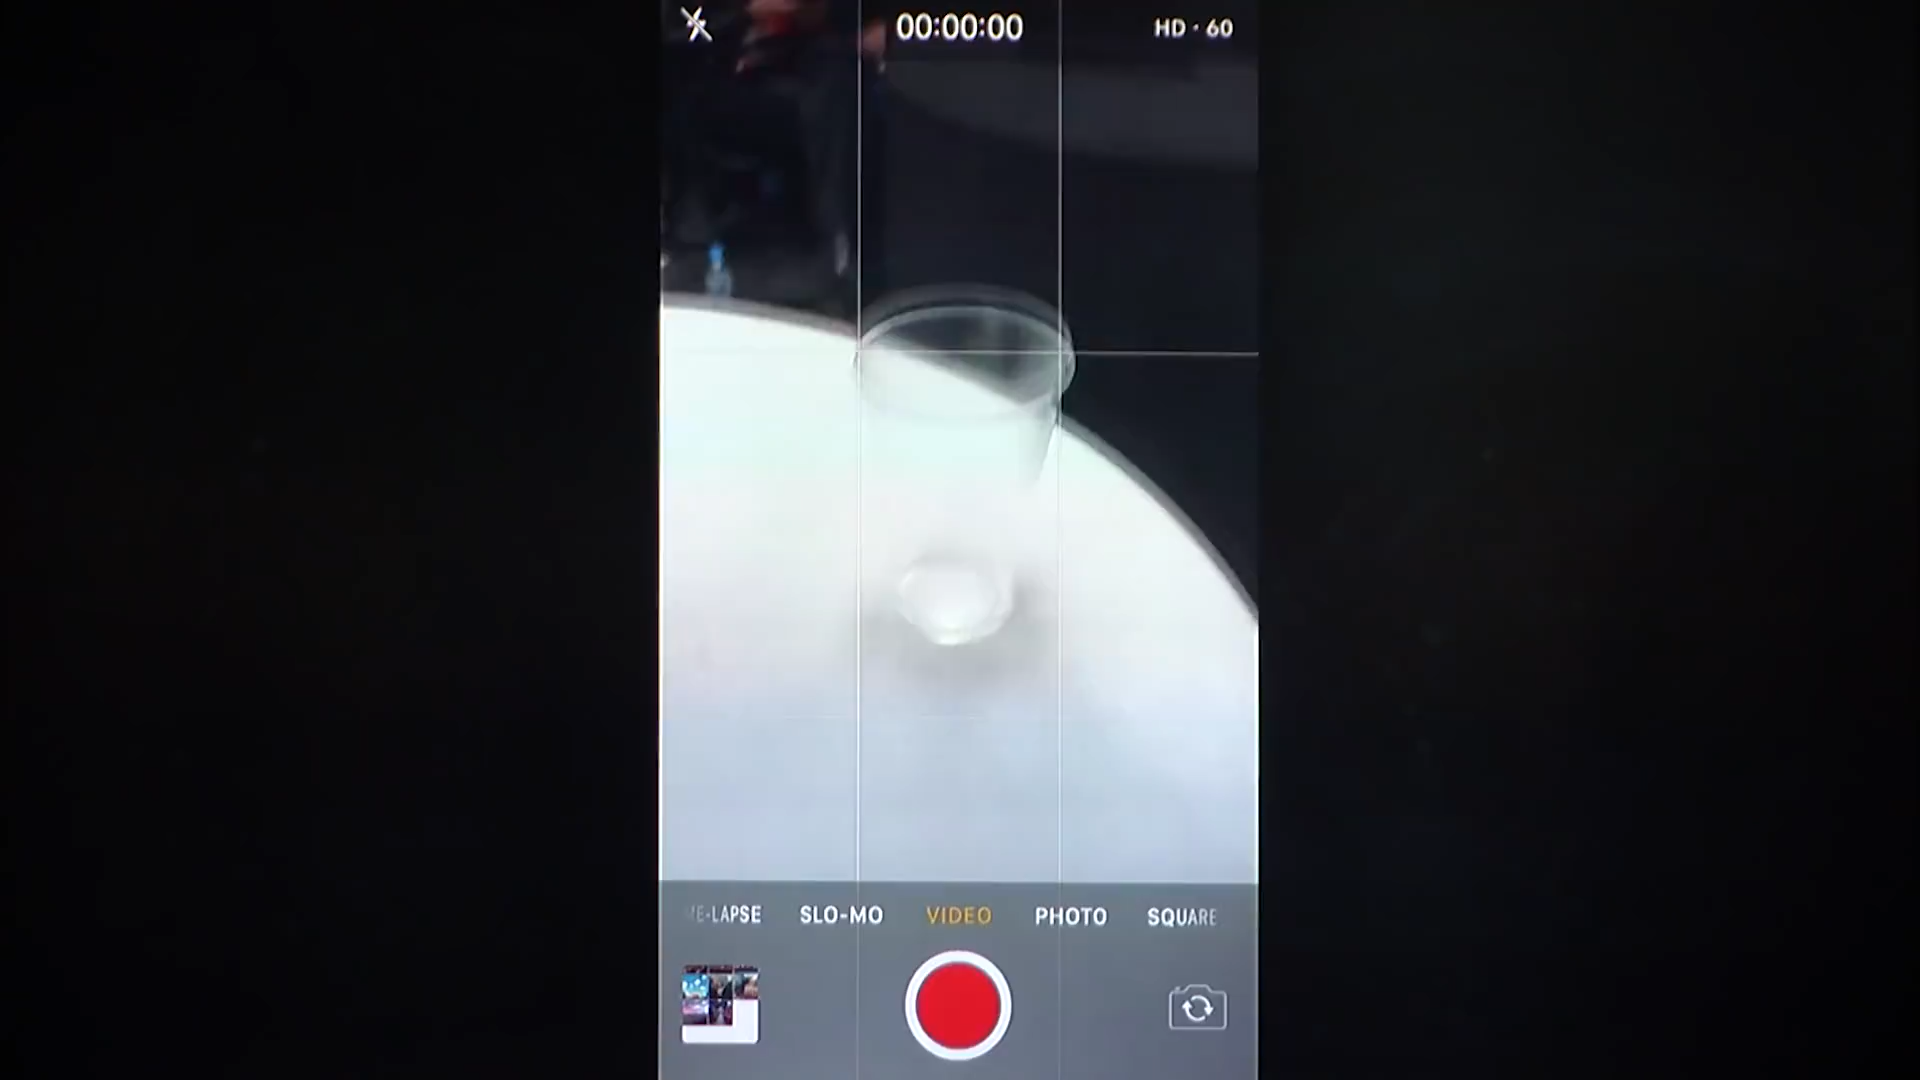 00:00:00
HD · 60
E-LAPSE
SLO-MO
VIDEO
PHOTO
SQUARE